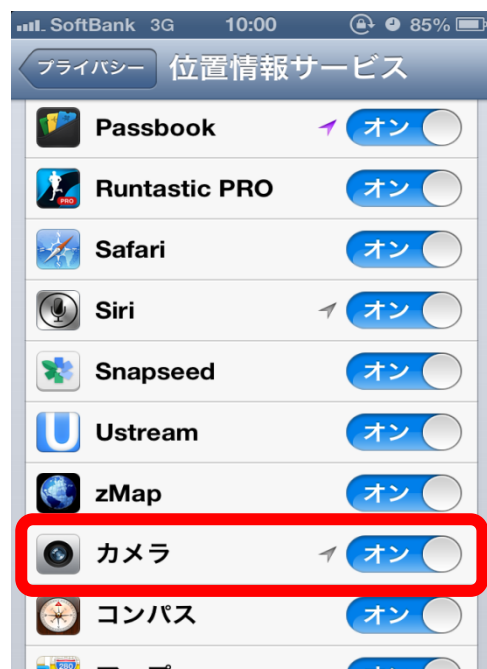 SoftBank 3G 10:00 85%
プライバシー 位置情報サービス
Passbook オン
Runtastic PRO オン
PRO
Safari オン
Siri オン
Snapseed オン
Ustream オン
U
zMap オン
カメラ オン
コンパス オン
280